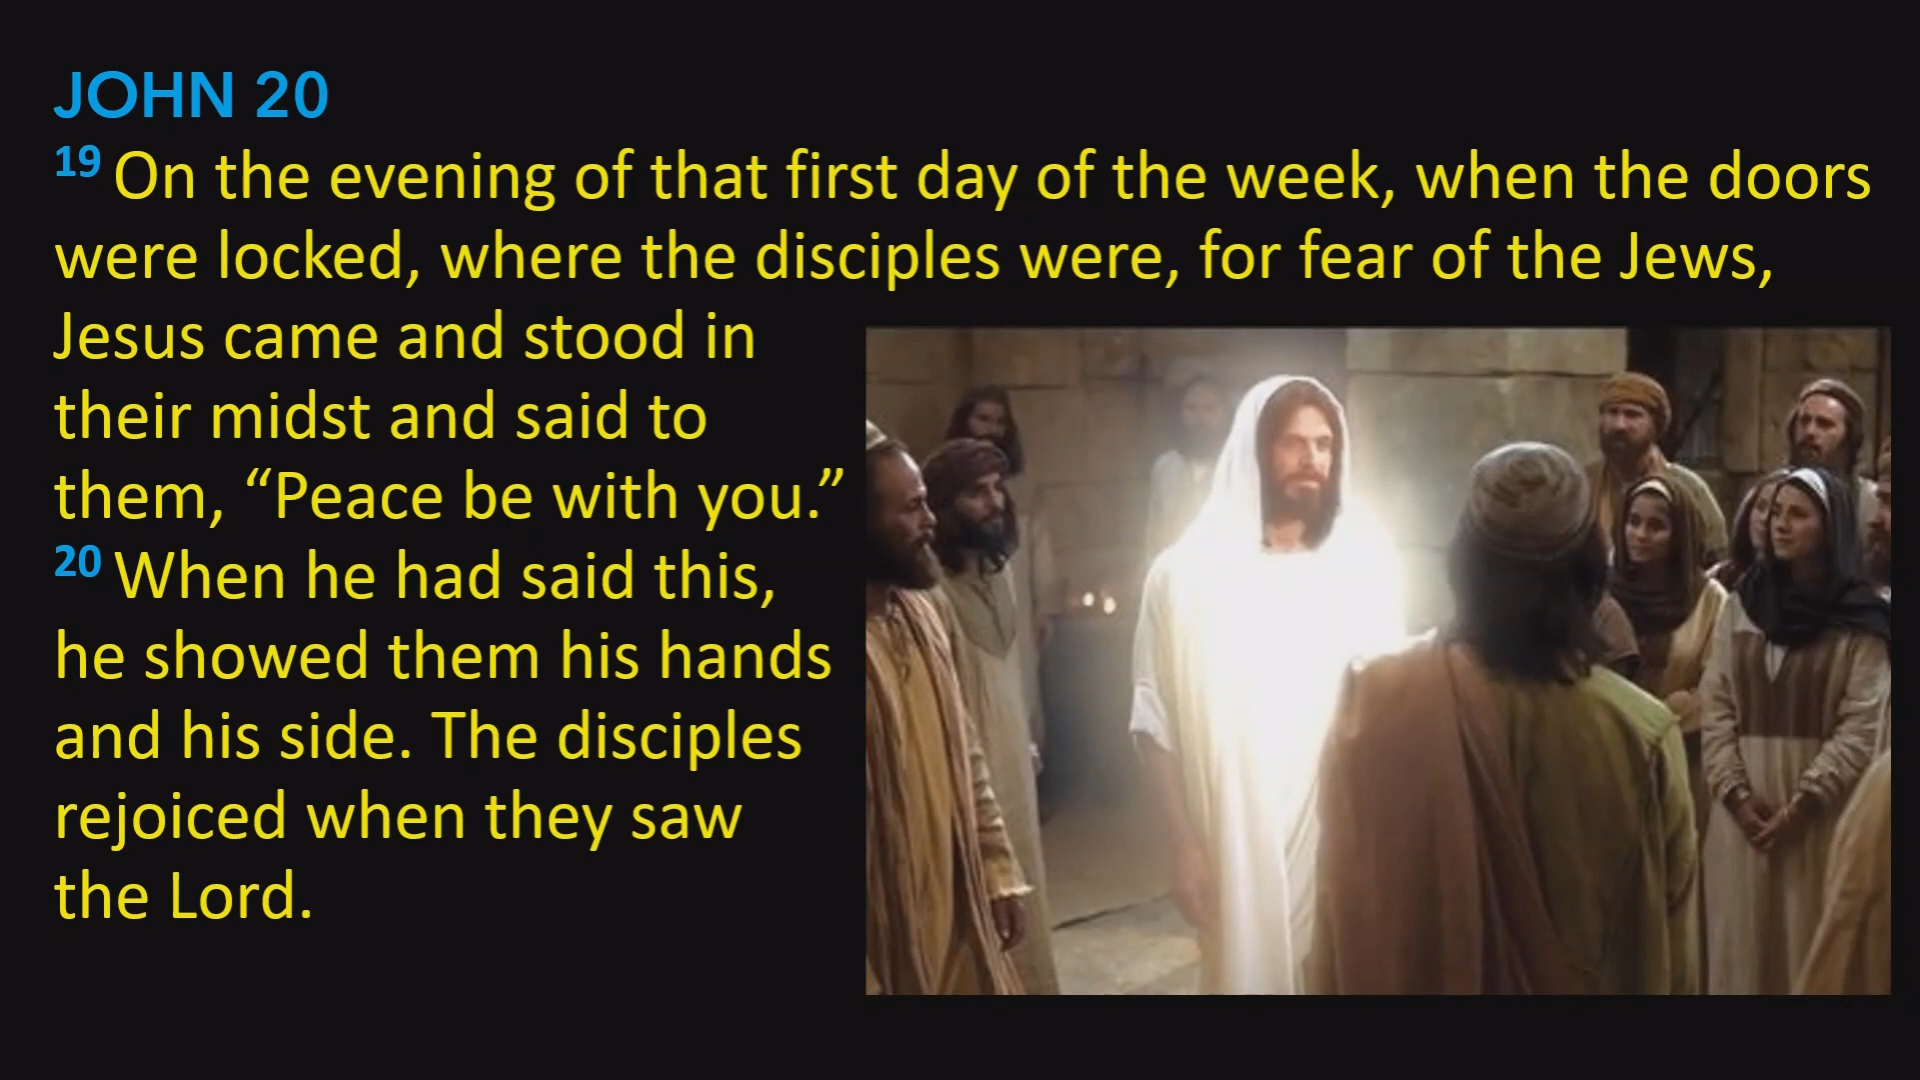 JOHN 20
19 On the evening of that first day of the week, when the doors
were locked, where the disciples were, for fear of the Jews,
Jesus came and stood in
their midst and said to
them, “Peace be with you.”
20 When he had said this,
he showed them his hands
and his side. The disciples
rejoiced when they saw
the Lord.